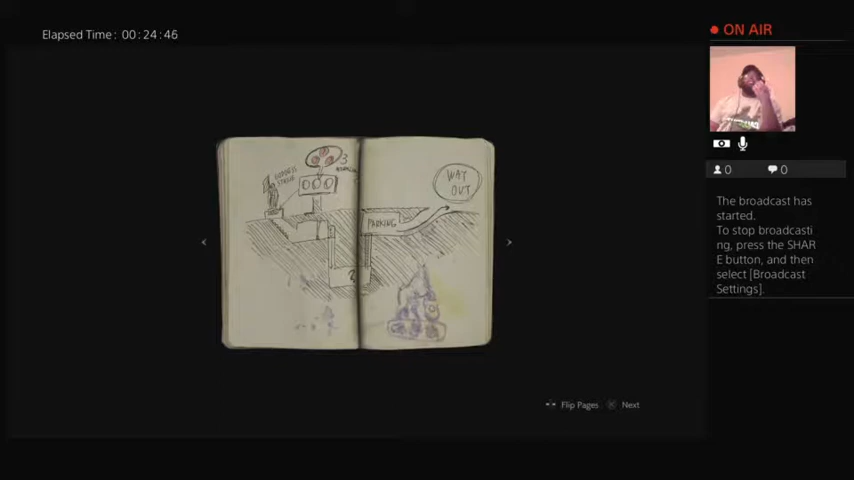 Elapsed Time: 00:24:46
ON AIR
0
0
The broadcast has
started.
To stop broadcasti
ng, press the SHAR
E button, and then
select [Broadcast
Settings].
3
WAY
OUT
PARKING
?
Flip Pages
Next